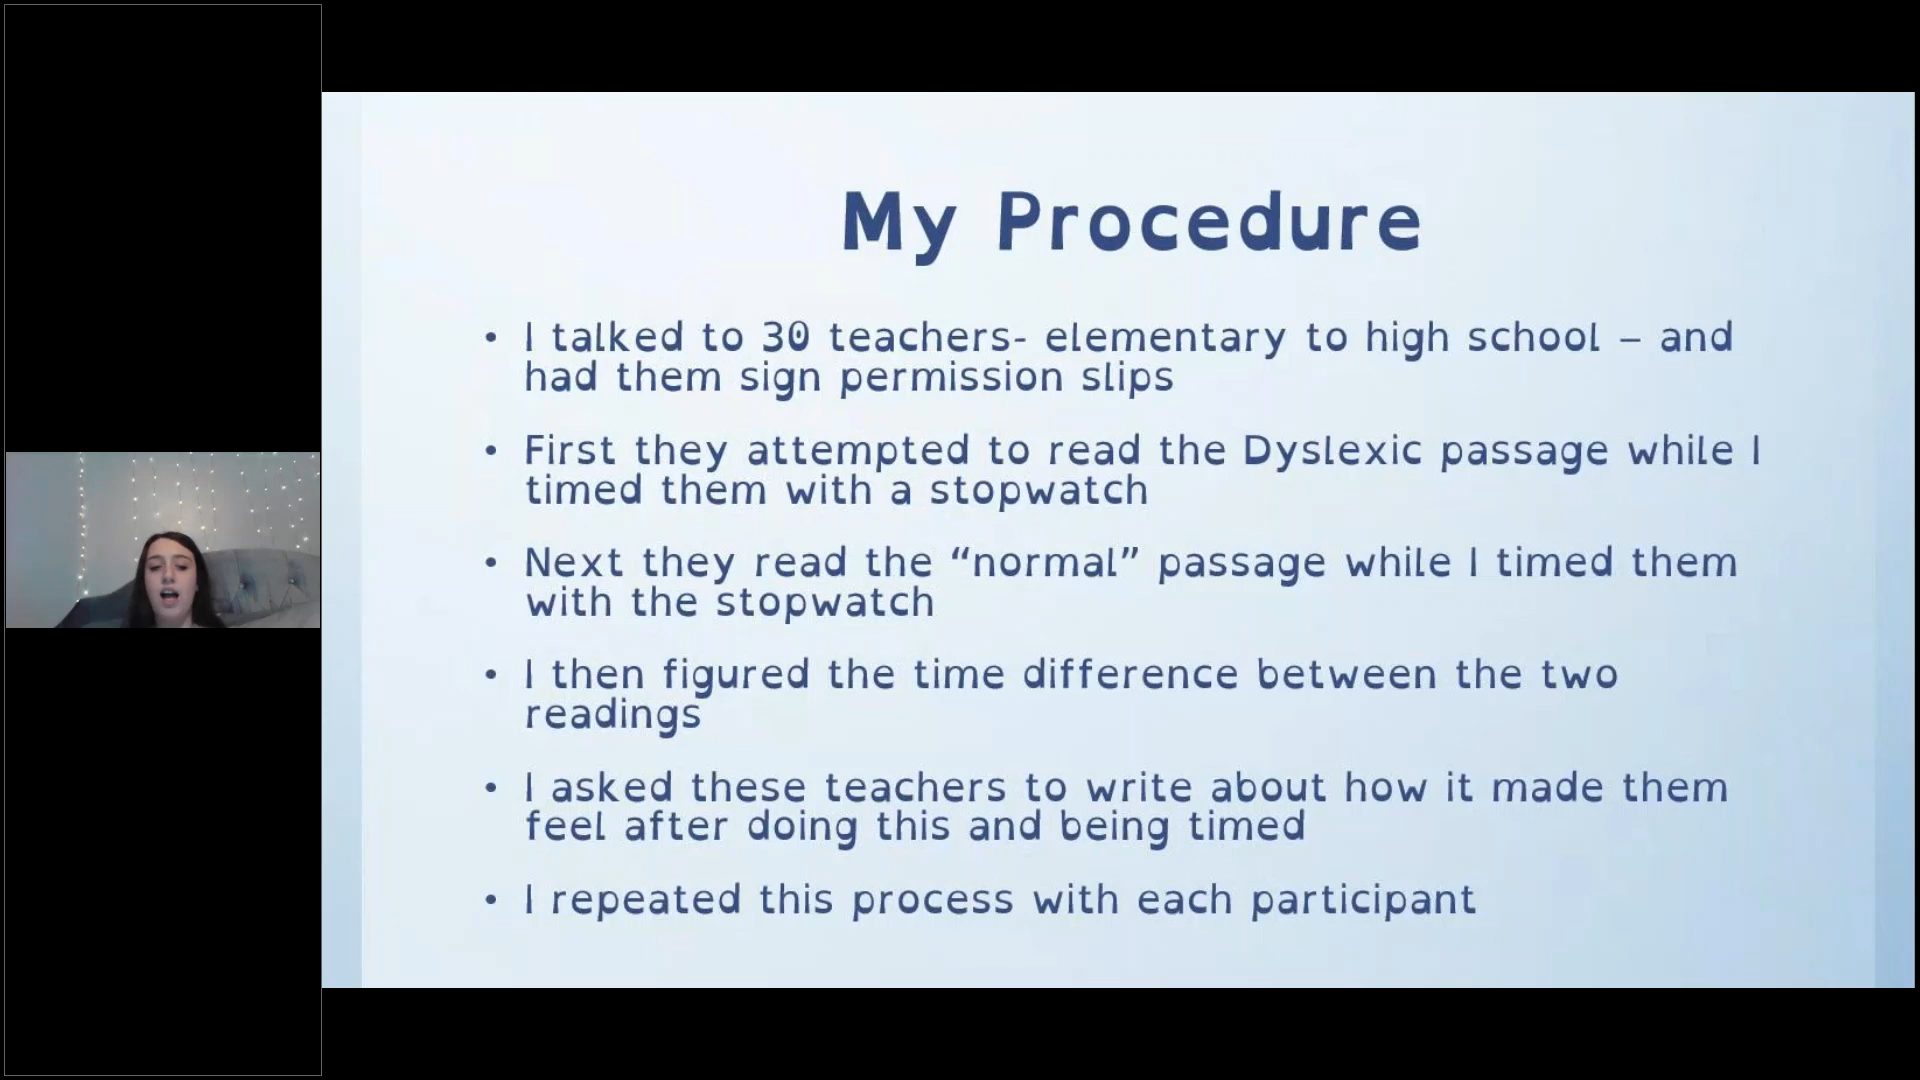 My Procedure
• I talked to 30 teachers- elementary to high school – and
had them sign permission slips
• First they attempted to read the Dyslexic passage while I
timed them with a stopwatch
• Next they read the “normal” passage while I timed them
with the stopwatch
• I then figured the time difference between the two
readings
• I asked these teachers to write about how it made them
feel after doing this and being timed
• I repeated this process with each participant